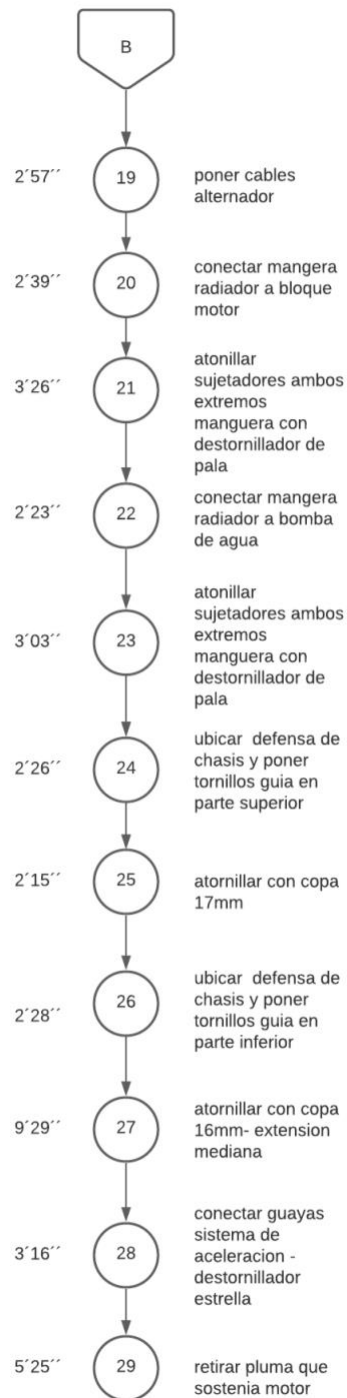 B
2´57´´
19
poner cables
alternador
2´39´´
20
conectar mangera
radiador a bloque
motor
3´26´´
21
atonillar
sujetadores ambos
extremos
manguera con
destornillador de
pala
2´23´´
22
conectar mangera
radiador a bomba
de agua
3´03´´
23
atonillar
sujetadores ambos
extremos
manguera con
destornillador de
pala
2´26´´
24
ubicar defensa de
chasis y poner
tornillos guia en
parte superior
2´15´´
25
atornillar con copa
17mm
2´28´´
26
ubicar defensa de
chasis y poner
tornillos guia en
parte inferior
9´29´´
27
atornillar con copa
16mm- extension
mediana
3´16´´
28
conectar guayas
sistema de
aceleracion -
destornillador
estrella
5´25´´
29
retirar pluma que
sostenia motor